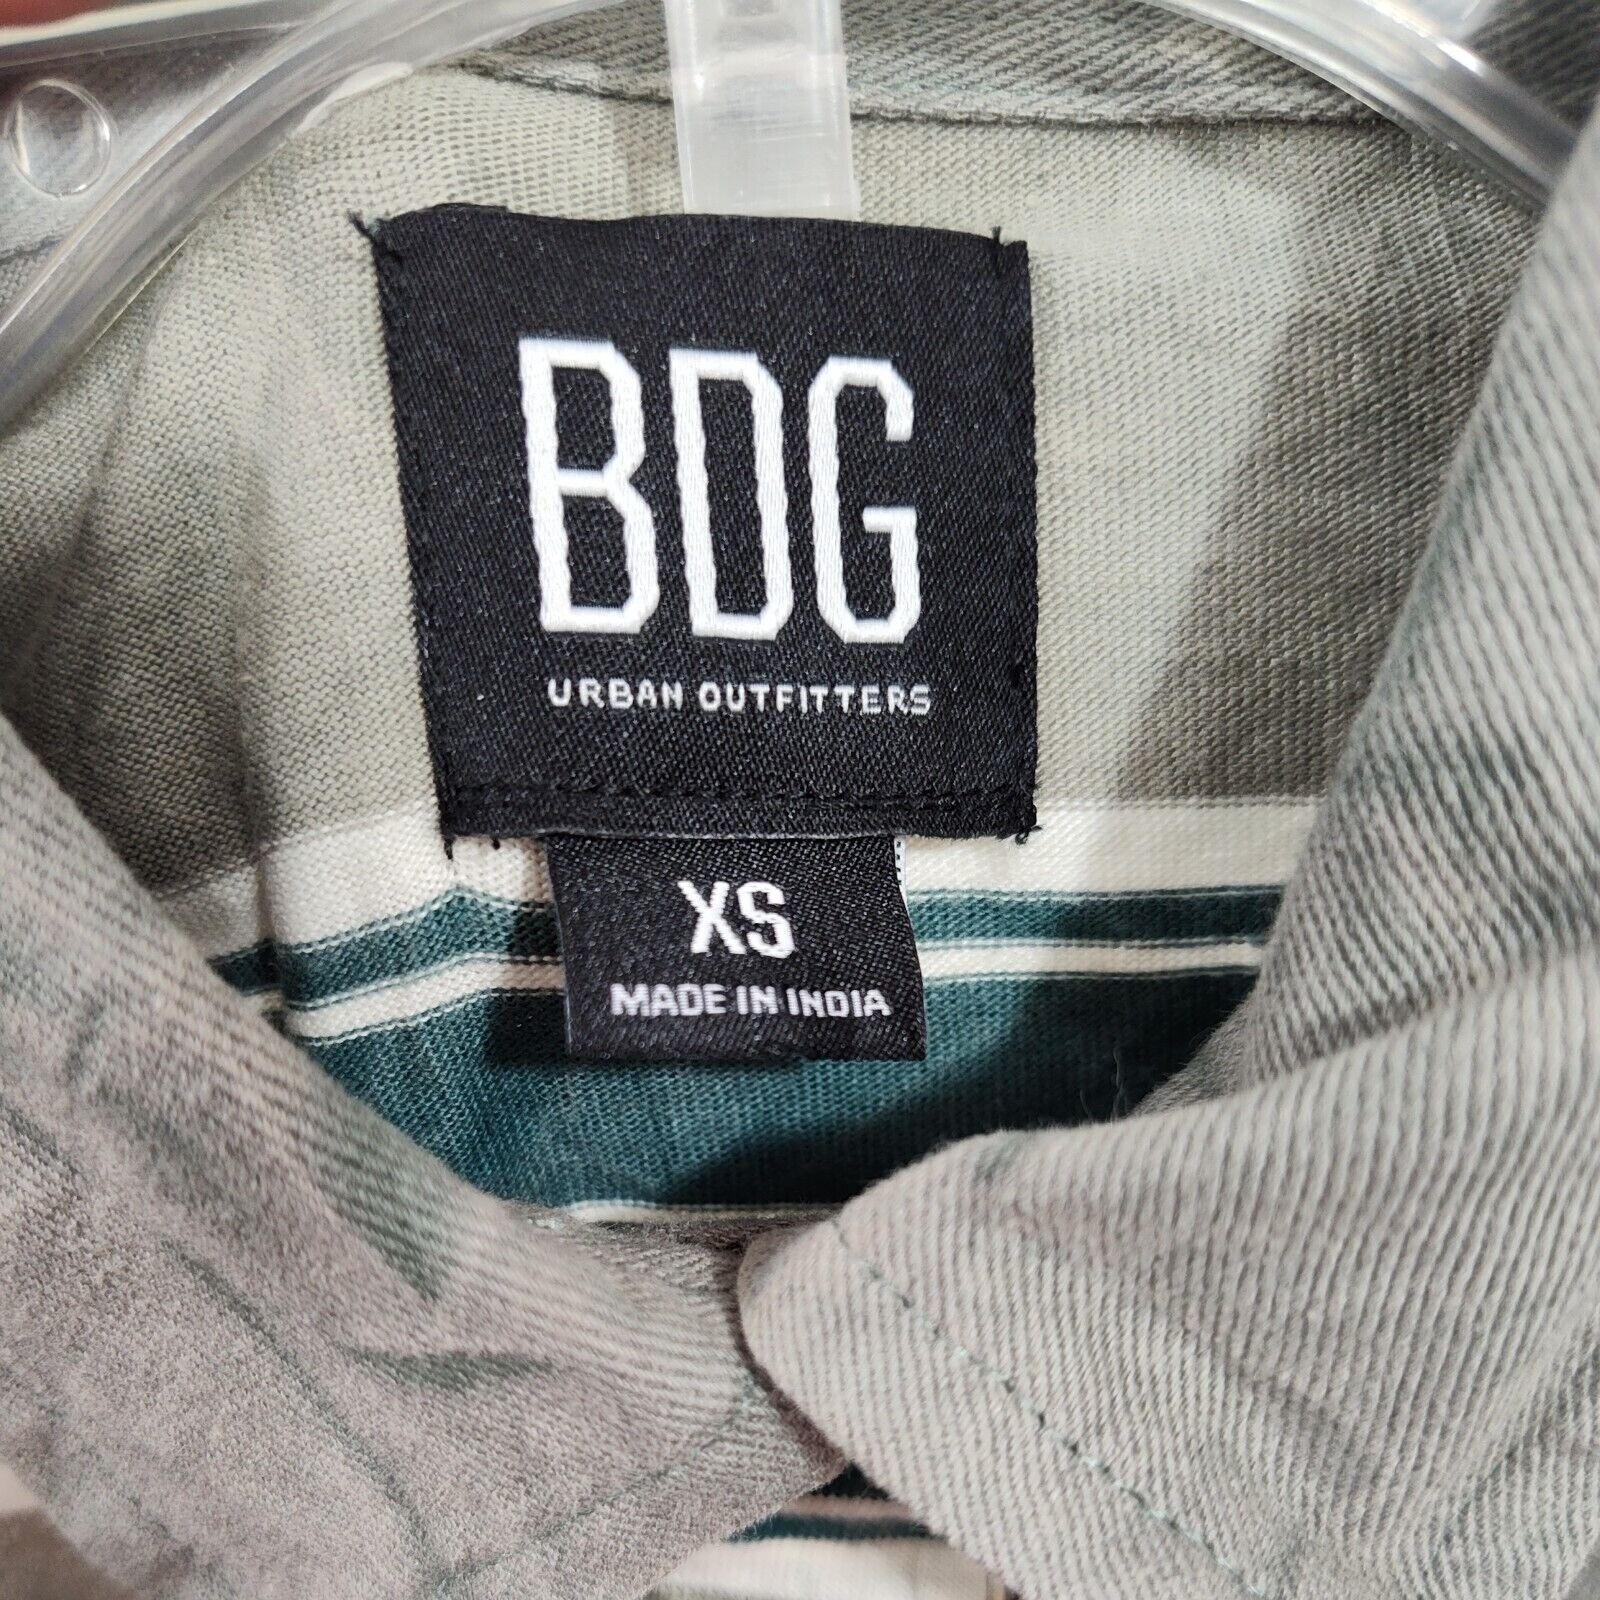 BDG
URBAN OUTFITTERS
XS
MADE IN INDIA